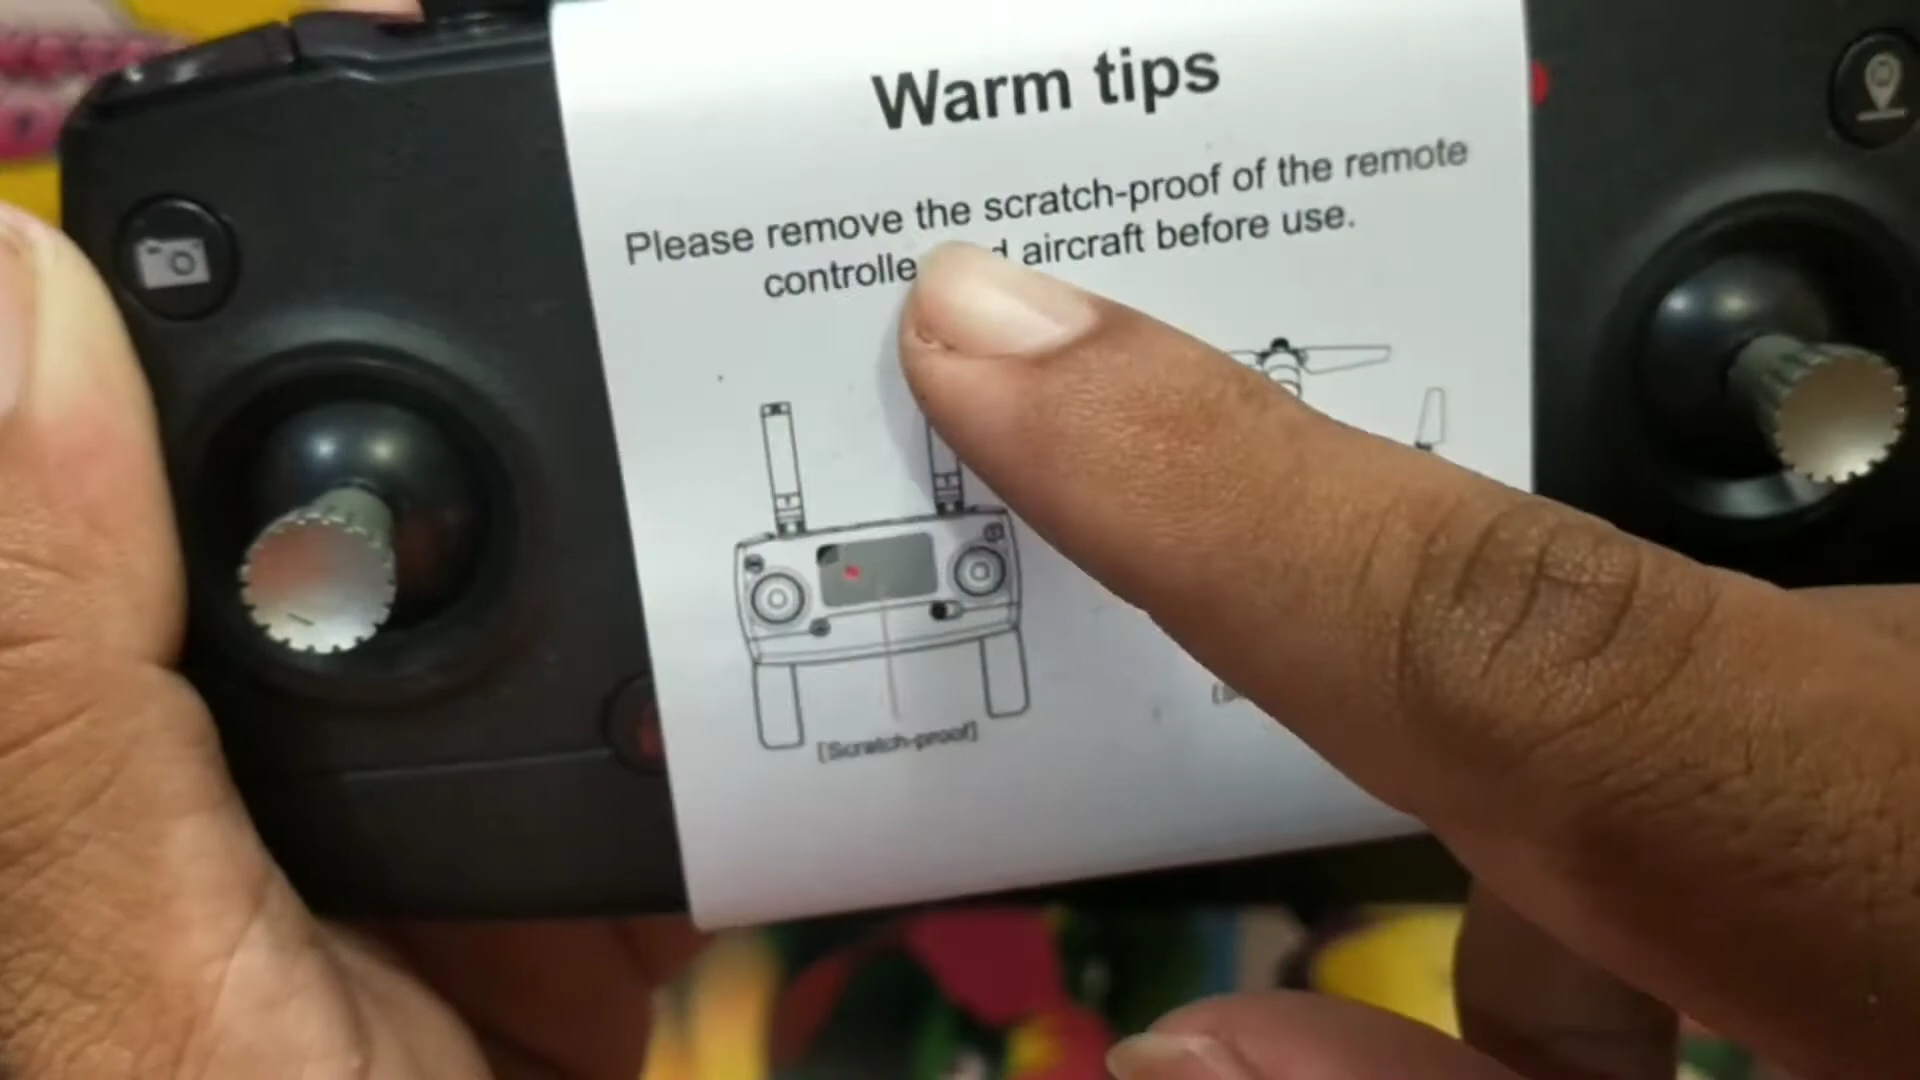 Warm tips
Please remove the scratch-proof of the remote
controlle aircraft before use.
[Scratch-proof]